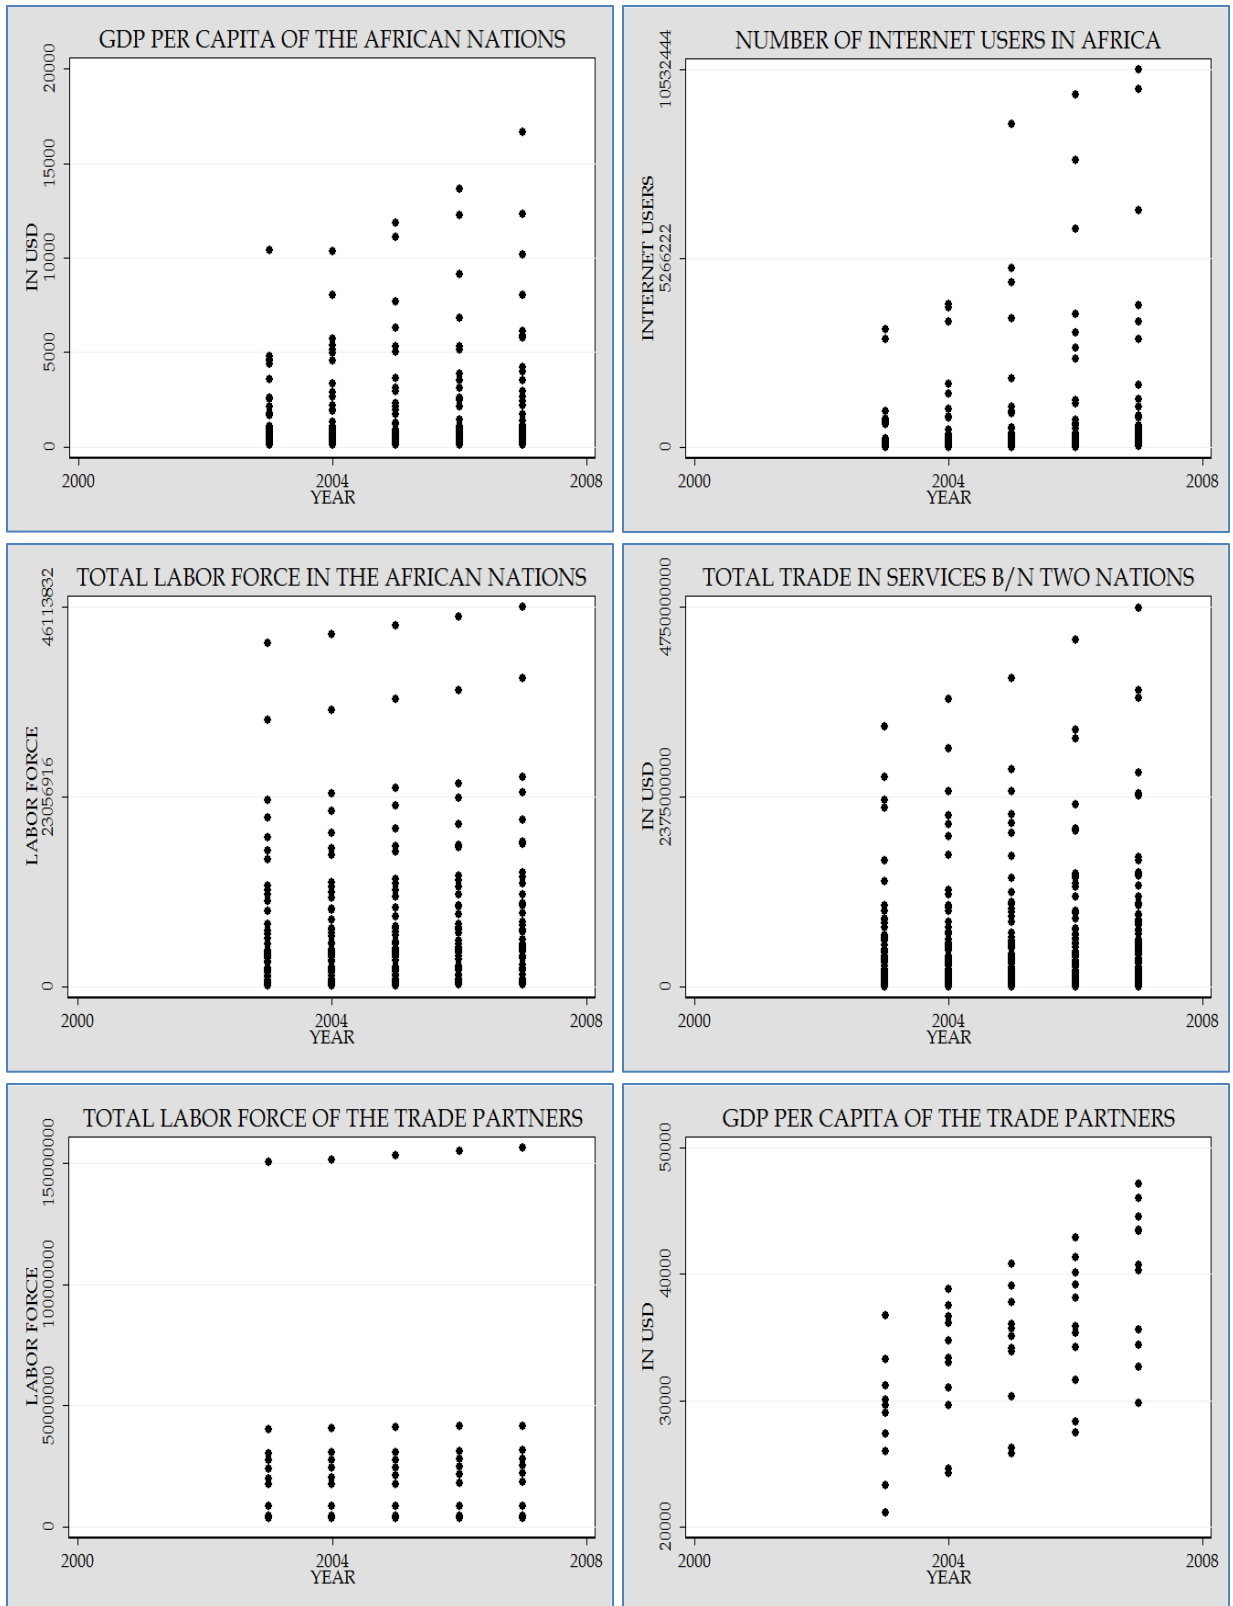 GDP PER CAPITA OF THE AFRICAN NATIONS
IN USD
20000
15000
10000
5000
0
2000 2004 2008
YEAR
NUMBER OF INTERNET USERS IN AFRICA
INTERNET USERS
10532444
5266222
0
2000 2004 2008
YEAR
TOTAL LABOR FORCE IN THE AFRICAN NATIONS
LABOR FORCE
46113832
23056916
0
2000 2004 2008
YEAR
TOTAL TRADE IN SERVICES B/N TWO NATIONS
IN USD
4750000000
2375000000
0
2000 2004 2008
YEAR
TOTAL LABOR FORCE OF THE TRADE PARTNERS
LABOR FORCE
150000000
100000000
50000000
0
2000 2004 2008
YEAR
GDP PER CAPITA OF THE TRADE PARTNERS
IN USD
50000
40000
30000
20000
2000 2004 2008
YEAR